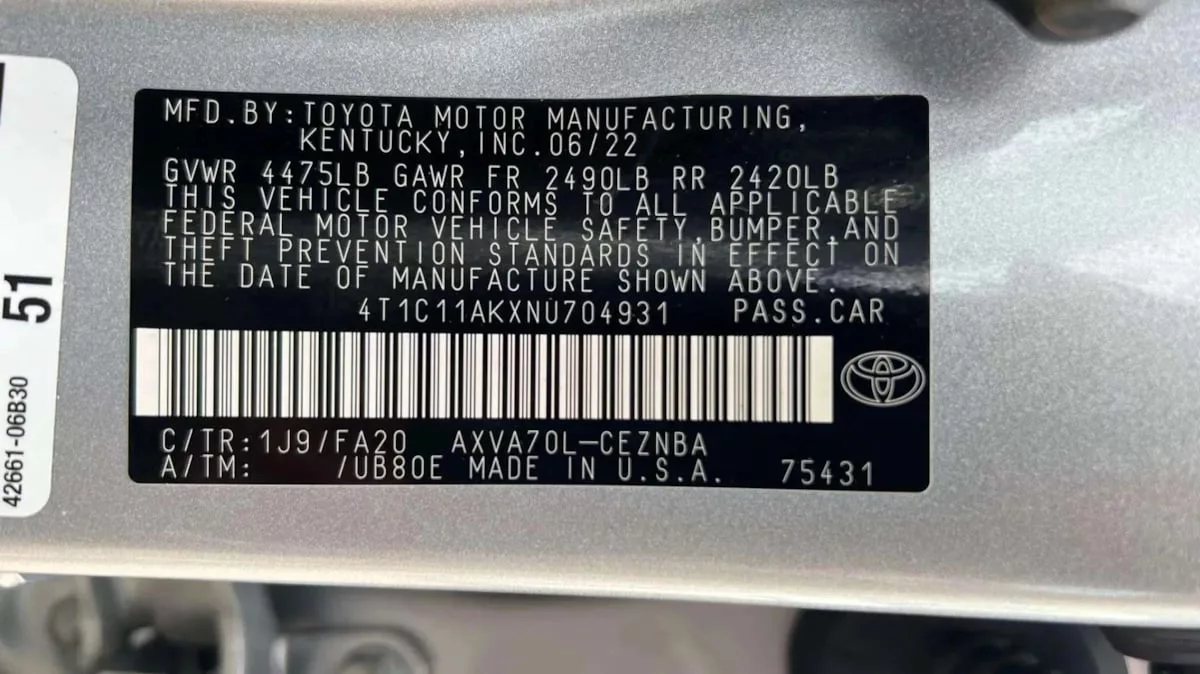 MFD.BY:TOYOTA MOTOR MANUFACTURING,
KENTUCKY,INC.06/22
GVWR 4475LB GAWR FR 2490LB RR 2420LB
THIS VEHICLE CONFORMS TO ALL APPLICABLE
FEDERAL MOTOR VEHICLE SAFETY,BUMPER,AND
THEFT PREVENTION STANDARDS IN EFFECT ON
THE DATE OF MANUFACTURE SHOWN ABOVE.
4T1C11AKXNU704931 PASS.CAR
C/TR:1J9/FA20 AXVA70L-CEZNBA
A/TM: /UB80E MADE IN U.S.A. 75431
51
42661-06B30